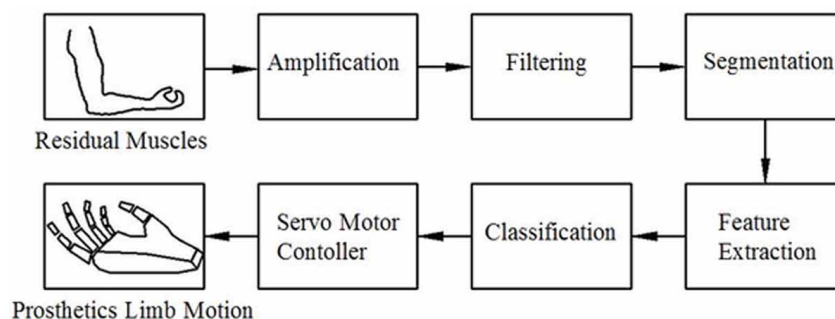 Amplification
Filtering
Segmentation
Residual Muscles
Feature
Extraction
Classification
Servo Motor
Contoller
Prosthetics Limb Motion